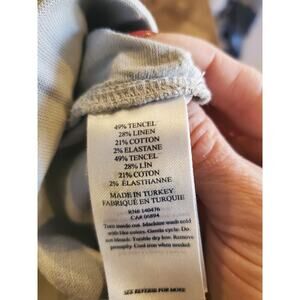 49% TENCEL
28% LINEN
21% COTTON
2% ELASTANE
49% TENCEL
28% LIN
21% COTON
2% ÉLASTHANNE
MADE IN TURKEY
FABRIQUÉ EN TURQUIE
RN# 140476
CA# 06894
Turn inside out. Machine wash cold
with like colors. Gentle cycle. Do
not bleach. Tumble dry low. Remove
promptly. Cool iron when needed.
SEE REVERSE FOR MORE